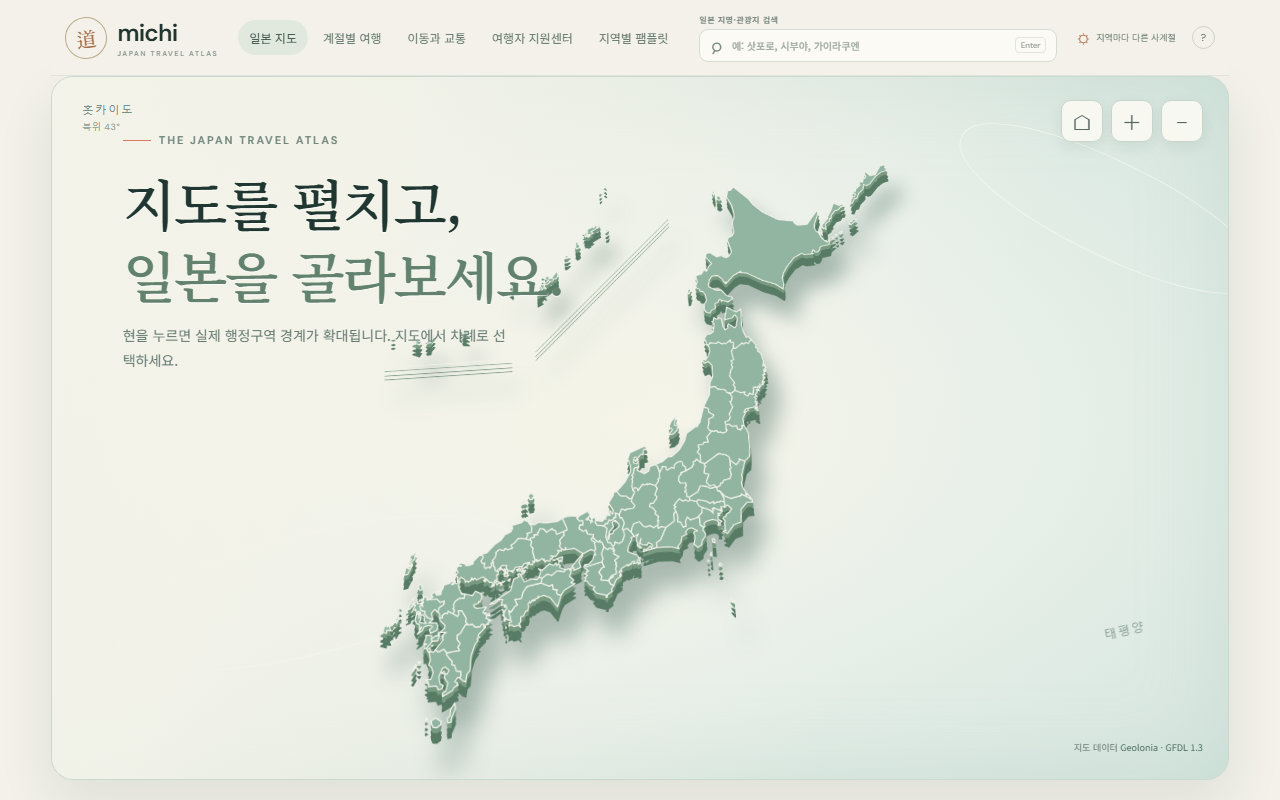 道
michi
JAPAN TRAVEL ATLAS
일본 지도
계절별 여행
이동과 교통
여행자 지원센터
지역별 팸플릿
일본 지명·관광지 검색
예: 삿포로, 시부야, 가이라쿠엔
Enter
지역마다 다른 사계절
?
홋카이도
북위 43°
THE JAPAN TRAVEL ATLAS
지도를 펼치고,
일본을 골라보세요.
현을 누르면 실제 행정구역 경계가 확대됩니다. 지도에서 차례로 선
택하세요.
태평양
지도 데이터 Geolonia · GFDL 1.3